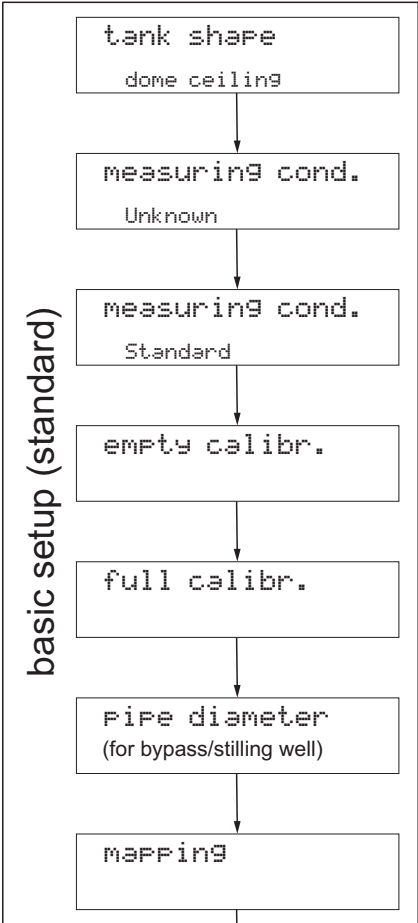 basic setup (standard)
tank shape
dome ceiling
measuring cond.
Unknown
measuring cond.
Standard
empty calibr.
full calibr.
pipe diameter
(for bypass/stilling well)
mapping